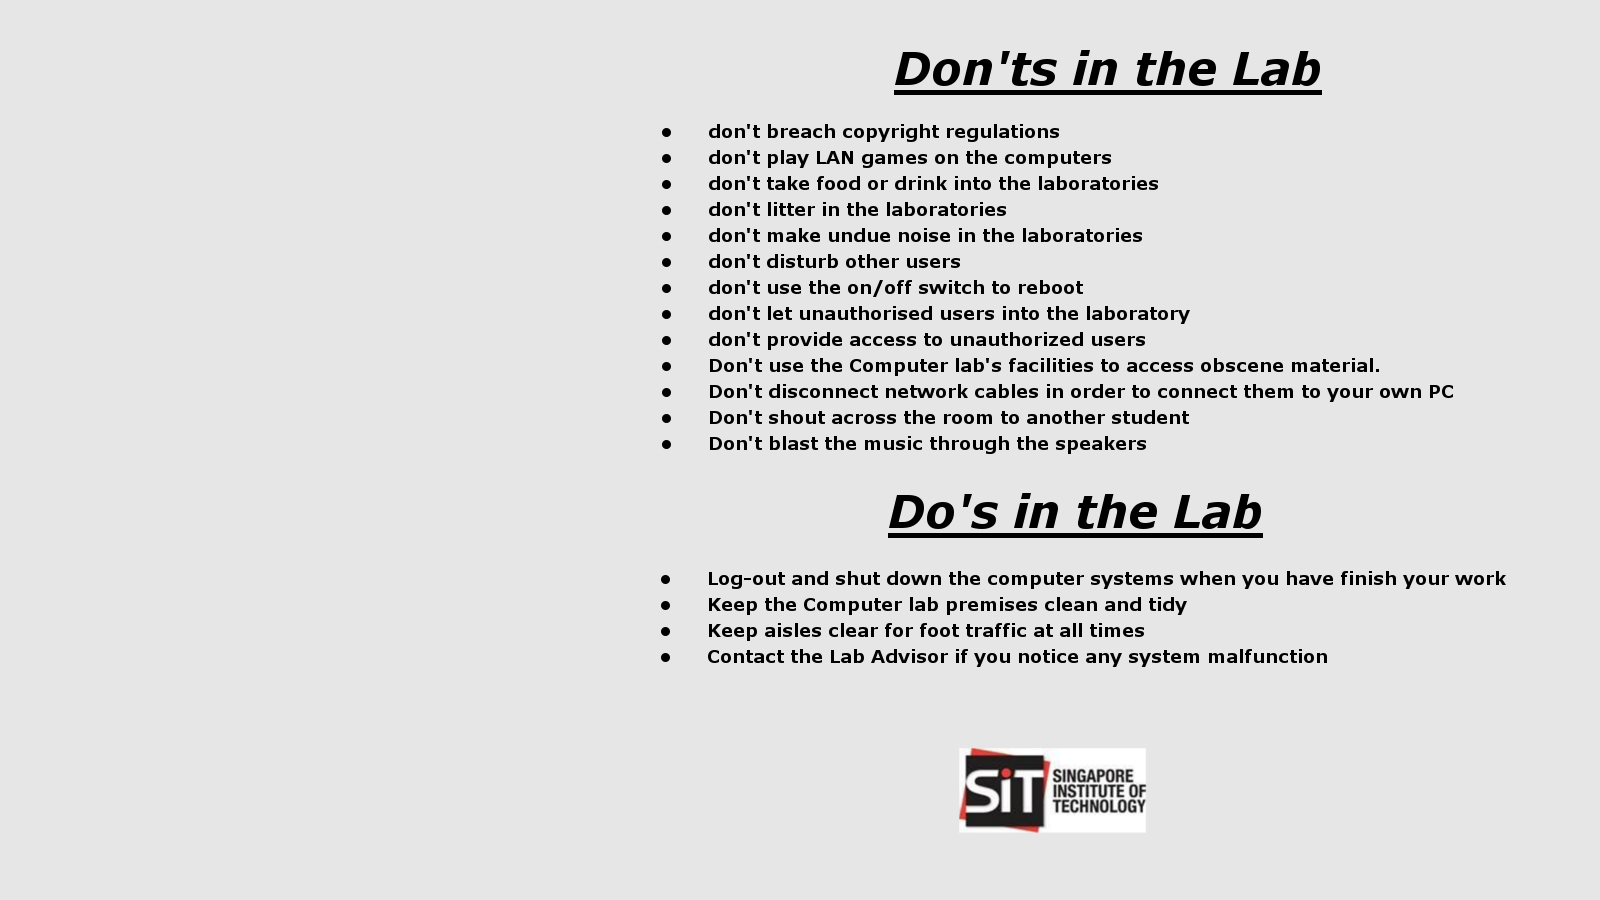 Don'ts in the Lab
● don't breach copyright regulations
● don't play LAN games on the computers
● don't take food or drink into the laboratories
● don't litter in the laboratories
● don't make undue noise in the laboratories
● don't disturb other users
● don't use the on/off switch to reboot
● don't let unauthorised users into the laboratory
● don't provide access to unauthorized users
● Don't use the Computer lab's facilities to access obscene material.
● Don't disconnect network cables in order to connect them to your own PC
● Don't shout across the room to another student
● Don't blast the music through the speakers
Do's in the Lab
● Log-out and shut down the computer systems when you have finish your work
● Keep the Computer lab premises clean and tidy
● Keep aisles clear for foot traffic at all times
● Contact the Lab Advisor if you notice any system malfunction
SiT
SINGAPORE
INSTITUTE OF
TECHNOLOGY